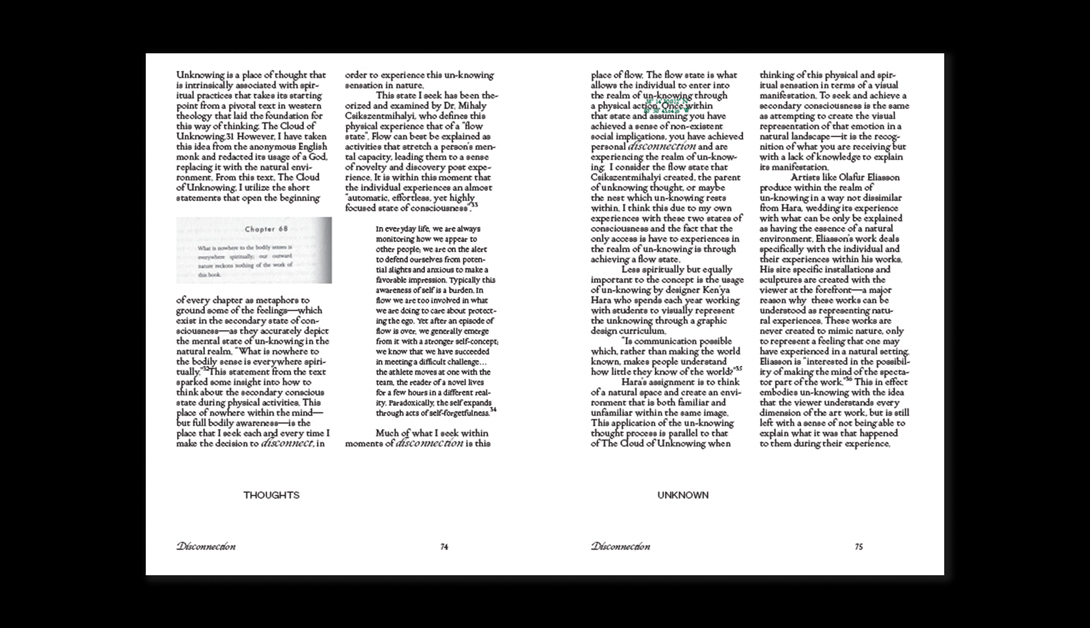 Unknowing is a place of thought that
is intrinsically associated with spir-
itual practices that takes its starting
point from a pivotal text in western
theology that laid the foundation for
this way of thinking, The Cloud of
Unknowing.31 However, I have taken
this idea from the anonymous English
monk and redacted its usage of a God,
replacing it with the natural envi-
ronment. From this text, The Cloud
of Unknowing, I utilize the short
statements that open the beginning
Chapter 68
What is nowhere to the bodily senses is
everywhere spiritually; our outward
nature reckons nothing of the work of
this book.
of every chapter as metaphors to
ground some of the feelings—which
exist in the secondary state of con-
sciousness—as they accurately depict
the mental state of un-knowing in the
natural realm. "What is nowhere to
the bodily sense is everywhere spiri-
tually."32 This statement from the text
sparked some insight into how to
think about the secondary conscious
state during physical activities. This
place of nowhere within the mind—
but full bodily awareness—is the
place that I seek each and every time I
make the decision to disconnect, in
order to experience this un-knowing
sensation in nature.
This state I seek has been the-
orized and examined by Dr. Mihaly
Csikszentmihalyi, who defines this
physical experience that of a "flow
state". Flow can best be explained as
activities that stretch a person's men-
tal capacity, leading them to a sense
of novelty and discovery post expe-
rience. It is within this moment that
the individual experiences an almost
"automatic, effortless, yet highly
focused state of consciousness".33
In everyday life, we are always
monitoring how we appear to
other people; we are on the alert
to defend ourselves from poten-
tial slights and anxious to make a
favorable impression. Typically this
awareness of self is a burden. In
flow we are too involved in what
we are doing to care about protect-
ing the ego. Yet after an episode of
flow is over, we generally emerge
from it with a stronger self-concept;
we know that we have succeeded
in meeting a difficult challenge...
the athlete moves at one with the
team, the reader of a novel lives
for a few hours in a different real-
ity. Paradoxically, the self expands
through acts of self-forgetfulness.34
Much of what I seek within
moments of disconnection is this
THOUGHTS
Disconnection
74
place of flow. The flow state is what
allows the individual to enter into
the realm of un-knowing through
a physical action. Once within
that state and assuming you have
achieved a sense of non-existent
social implications, you have achieved
personal disconnection and are
experiencing the realm of un-know-
ing. I consider the flow state that
Csikszentmihalyi created, the parent
of unknowing thought, or maybe
the nest which un-knowing rests
within. I think this due to my own
experiences with these two states of
consciousness and the fact that the
only access is have to experiences in
the realm of un-knowing is through
achieving a flow state.
Less spiritually but equally
important to the concept is the usage
of un-knowing by designer Ken'ya
Hara who spends each year working
with students to visually represent
the unknowing through a graphic
design curriculum.
"Is communication possible
which, rather than making the world
known, makes people understand
how little they know of the world?"35
Hara's assignment is to think
of a natural space and create an envi-
ronment that is both familiar and
unfamiliar within the same image.
This application of the un-knowing
thought process is parallel to that
of The Cloud of Unknowing when
thinking of this physical and spir-
itual sensation in terms of a visual
manifestation. To seek and achieve a
secondary consciousness is the same
as attempting to create the visual
representation of that emotion in a
natural landscape—it is the recog-
nition of what you are receiving but
with a lack of knowledge to explain
its manifestation.
Artists like Olafur Eliasson
produce within the realm of
un-knowing in a way not dissimilar
from Hara, wedding its experience
with what can be only be explained
as having the essence of a natural
environment. Eliasson's work deals
specifically with the individual and
their experiences within his works.
His site specific installations and
sculptures are created with the
viewer at the forefront—a major
reason why these works can be
understood as representing natu-
ral experiences. These works are
never created to mimic nature, only
to represent a feeling that one may
have experienced in a natural setting.
Eliasson is "interested in the possibil-
ity of making the mind of the specta-
tor part of the work."36 This in effect
embodies un-knowing with the idea
that the viewer understands every
dimension of the art work, but is still
left with a sense of not being able to
explain what it was that happened
to them during their experience.
UNKNOWN
Disconnection
75